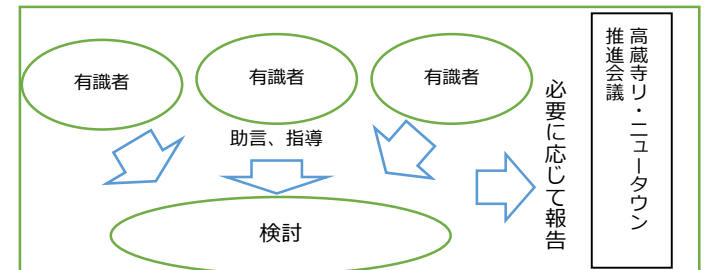 有識者
有識者
有識者
助言、指導
検討
必要に応じて報告
高蔵寺リ・ニュータウン
推進会議